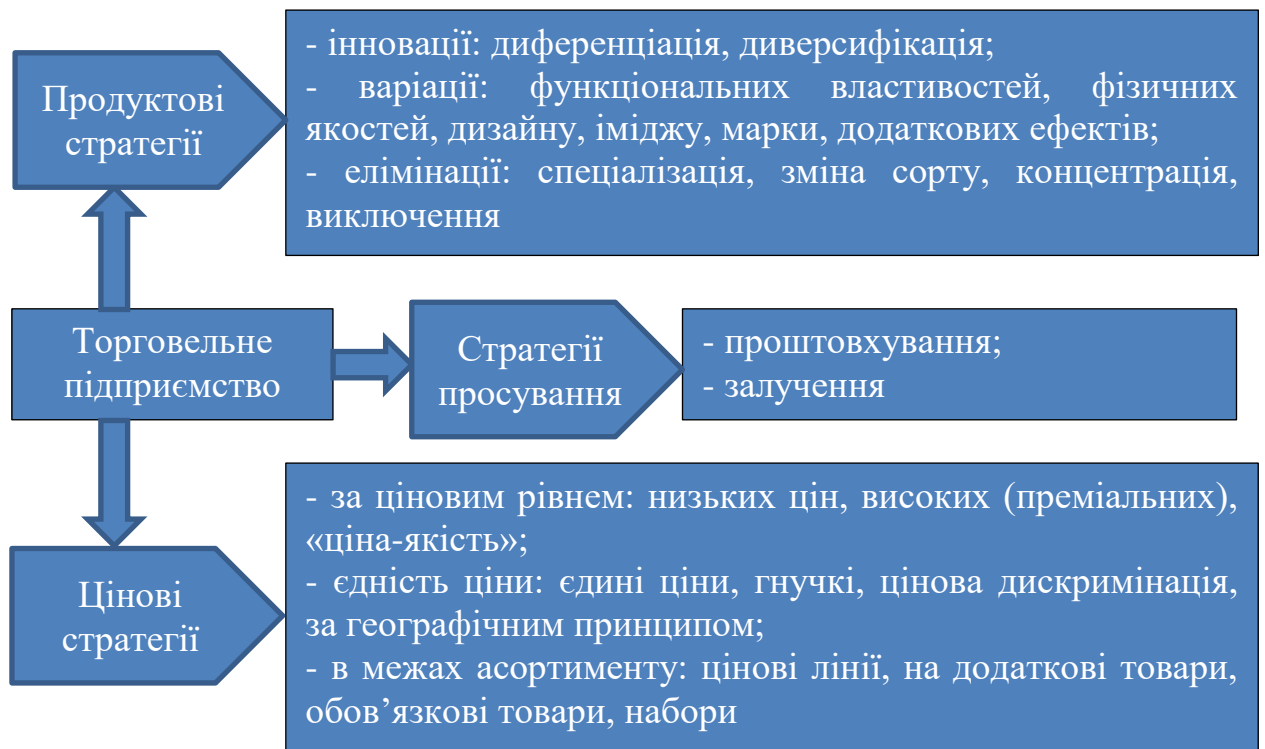 Продуктові
стратегії
- інновації: диференціація, диверсифікація;
- варіації: функціональних властивостей, фізичних
якостей, дизайну, іміджу, марки, додаткових ефектів;
- елімінації: спеціалізація, зміна сорту, концентрація,
виключення
Торговельне
підприємство
Стратегії
просування
- проштовхування;
- залучення
Цінові
стратегії
- за ціновим рівнем: низьких цін, високих (преміальних),
«ціна-якість»;
- єдність ціни: єдині ціни, гнучкі, цінова дискримінація,
за географічним принципом;
- в межах асортименту: цінові лінії, на додаткові товари,
обов’язкові товари, набори